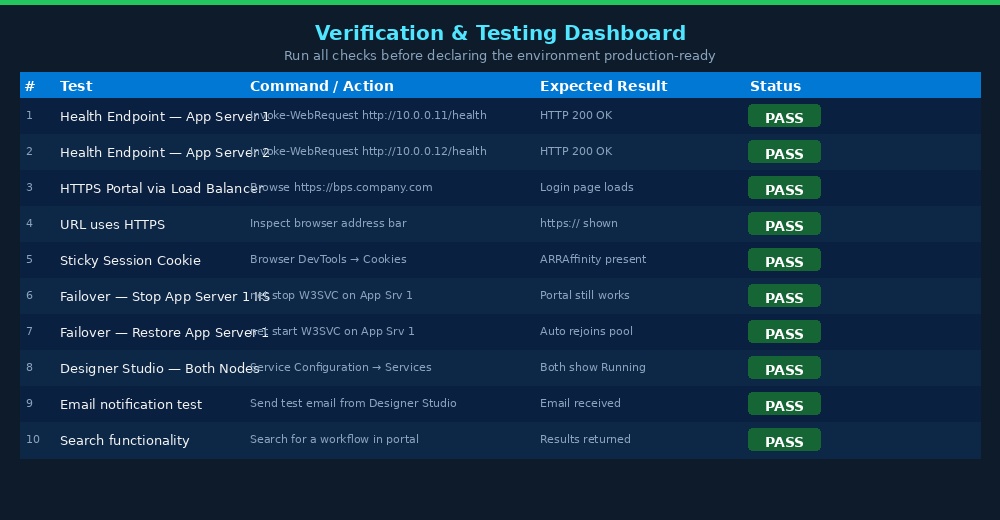 Verification & Testing Dashboard
Run all checks before declaring the environment production-ready
# Test Command / Action Expected Result Status
1 Health Endpoint — App Server 1 Invoke-WebRequest http://10.0.0.11/health HTTP 200 OK PASS
2 Health Endpoint — App Server 2 Invoke-WebRequest http://10.0.0.12/health HTTP 200 OK PASS
3 HTTPS Portal via Load Balancer Browse https://bps.company.com Login page loads PASS
4 URL uses HTTPS Inspect browser address bar https:// shown PASS
5 Sticky Session Cookie Browser DevTools → Cookies ARRAffinity present PASS
6 Failover — Stop App Server 1 IIS net stop W3SVC on App Srv 1 Portal still works PASS
7 Failover — Restore App Server 1 net start W3SVC on App Srv 1 Auto rejoins pool PASS
8 Designer Studio — Both Nodes Service Configuration → Services Both show Running PASS
9 Email notification test Send test email from Designer Studio Email received PASS
10 Search functionality Search for a workflow in portal Results returned PASS